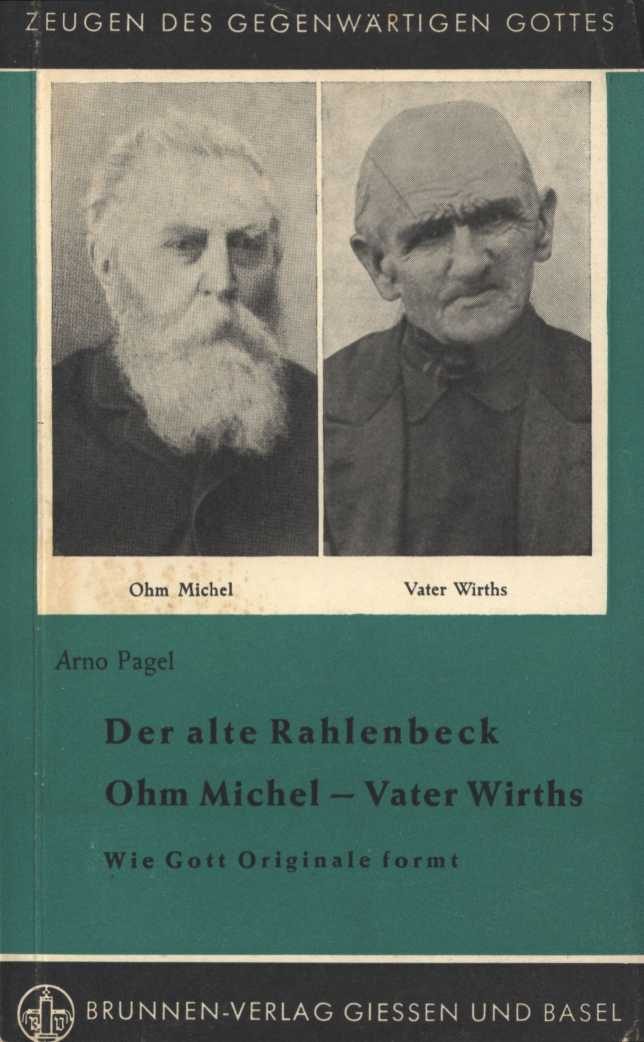 ZEUGEN DES GEGENWÄRTIGEN GOTTES
Ohm Michel
Vater Wirths
Arno Pagel
Der alte Rahlenbeck
Ohm Michel – Vater Wirths
Wie Gott Originale formt
BRUNNEN-VERLAG GIESSEN UND BASEL